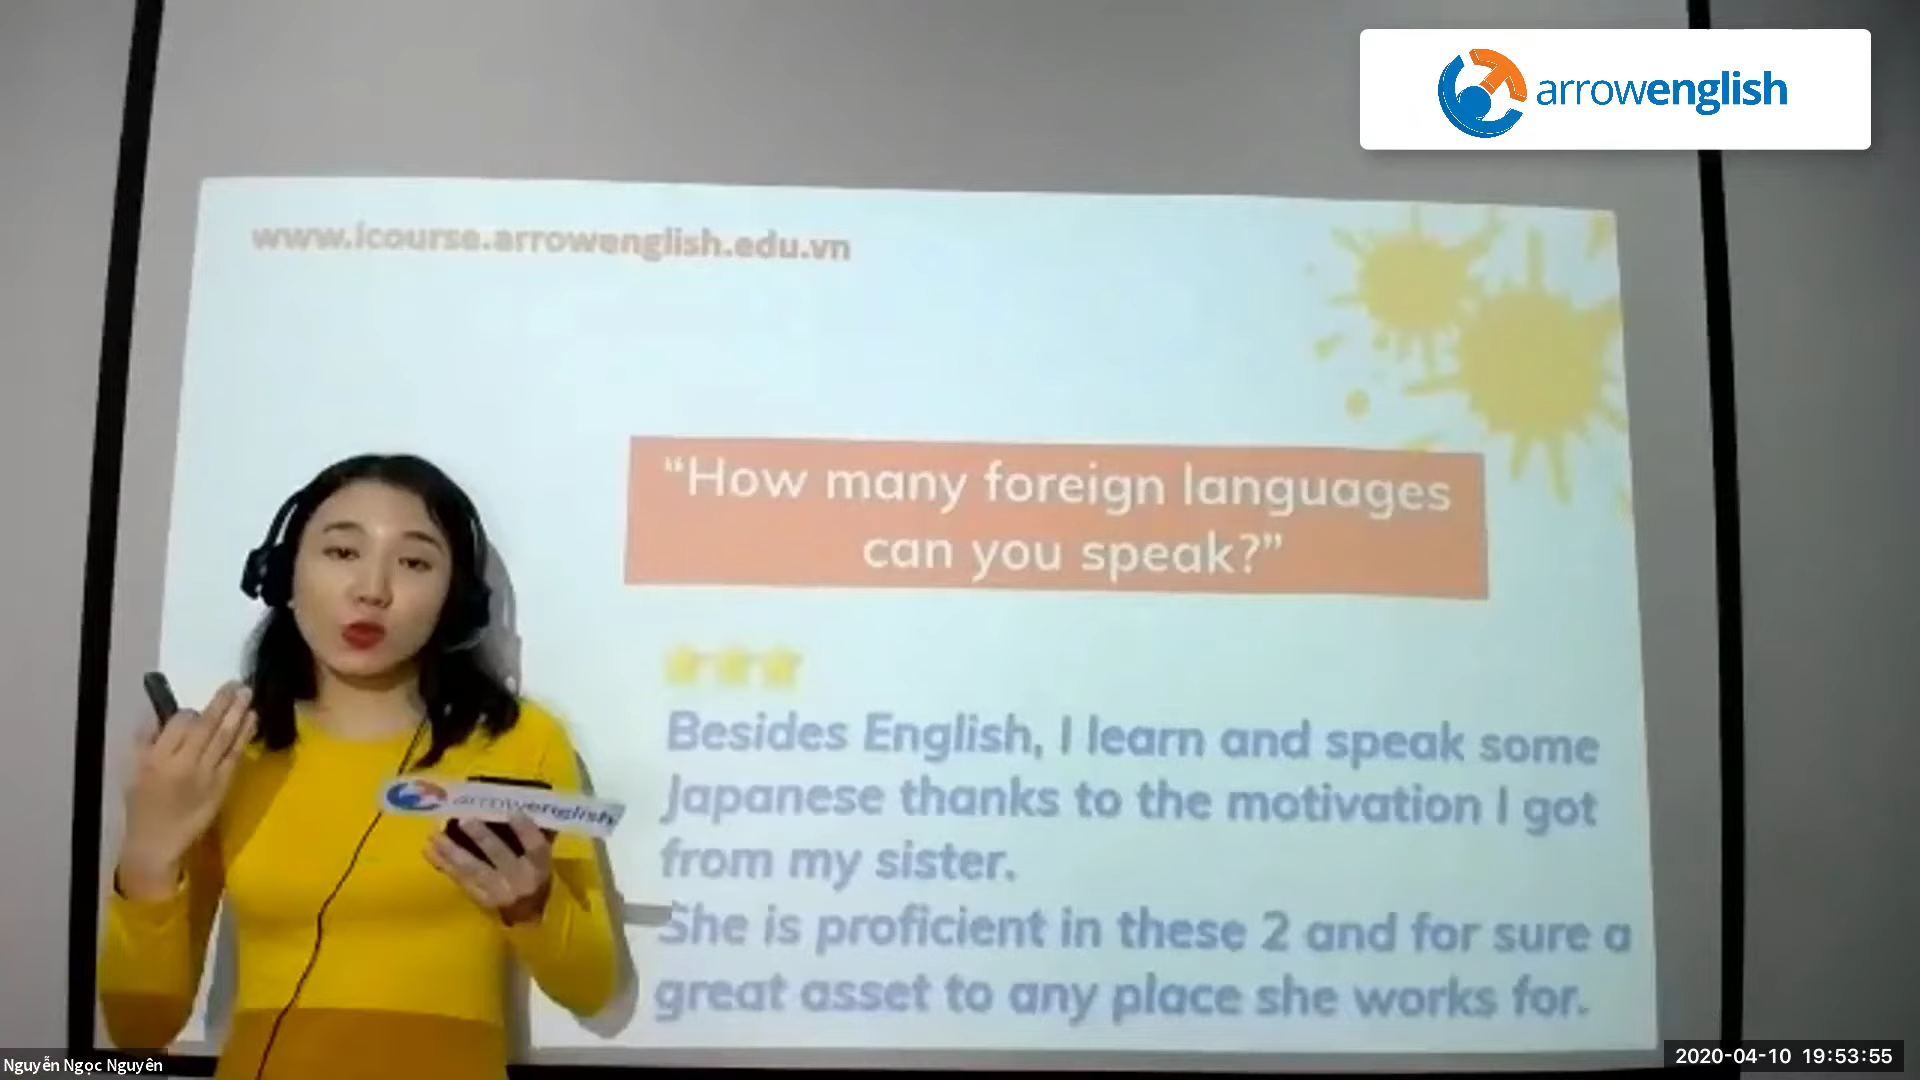 arrowenglish
www.icourse.arrowenglish.edu.vn
“How many foreign languages
can you speak?”
Besides English, I learn and speak some
Japanese thanks to the motivation I got
from my sister.
She is proficient in these 2 and for sure a
great asset to any place she works for.
arrowenglish
Nguyễn Ngọc Nguyên
2020-04-10 19:53:55